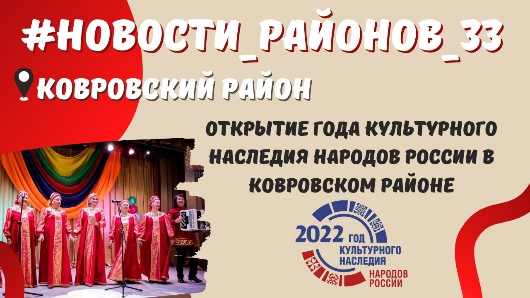 #НОВОСТИ_РАЙОНОВ_33
КОВРОВСКИЙ РАЙОН
ОТКРЫТИЕ ГОДА КУЛЬТУРНОГО
НАСЛЕДИЯ НАРОДОВ РОССИИ В
КОВРОВСКОМ РАЙОНЕ
2022 ГОД
КУЛЬТУРНОГО
НАСЛЕДИЯ
НАРОДОВ
РОССИИ